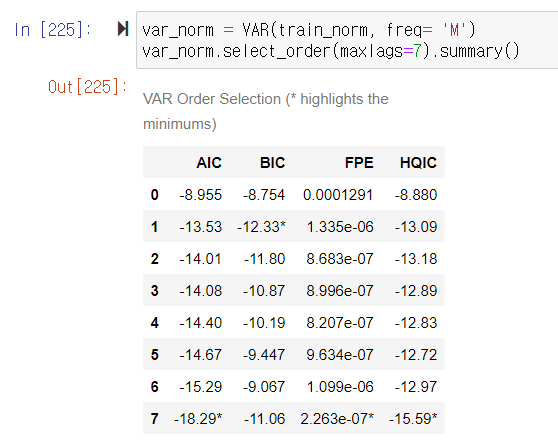 In [225]: var_norm = VAR(train_norm, freq= 'M')
var_norm.select_order(maxlags=7).summary()
Out[225]:
VAR Order Selection (* highlights the
minimums)
AIC BIC FPE HQIC
0 -8.955 -8.754 0.0001291 -8.880
1 -13.53 -12.33* 1.335e-06 -13.09
2 -14.01 -11.80 8.683e-07 -13.18
3 -14.08 -10.87 8.996e-07 -12.89
4 -14.40 -10.19 8.207e-07 -12.83
5 -14.67 -9.447 9.634e-07 -12.72
6 -15.29 -9.067 1.099e-06 -12.97
7 -18.29* -11.06 2.263e-07* -15.59*